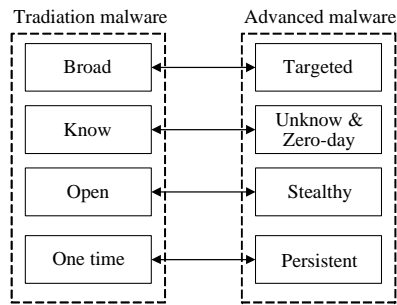 Tradiation malware
Advanced malware
Broad
Targeted
Know
Unknow &
Zero-day
Open
Stealthy
One time
Persistent